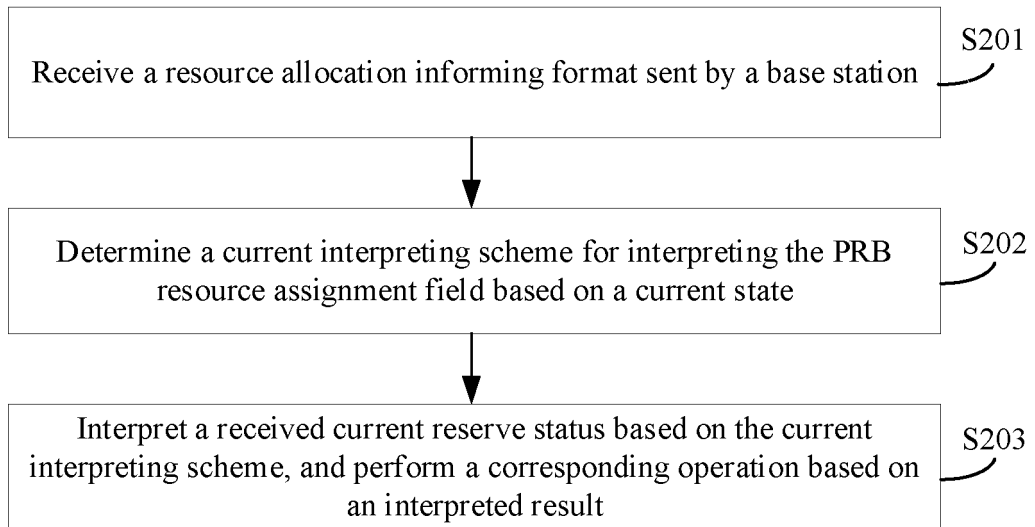 S201
Receive a resource allocation informing format sent by a base station
S202
Determine a current interpreting scheme for interpreting the PRB
resource assignment field based on a current state
S203
Interpret a received current reserve status based on the current
interpreting scheme, and perform a corresponding operation based on
an interpreted result